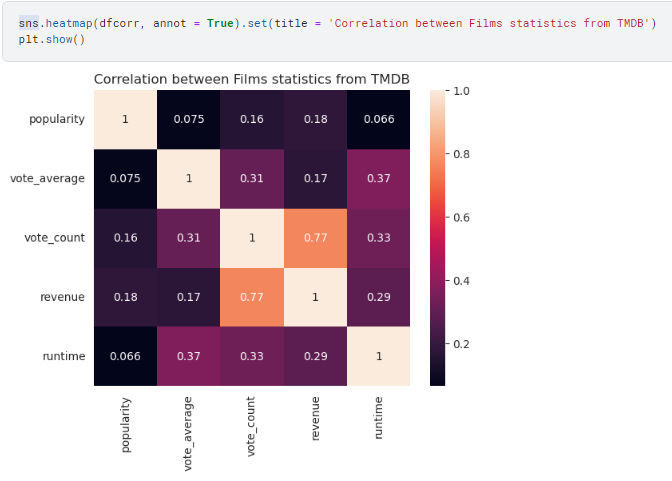 sns.heatmap(dfcorr, annot = True).set(title = 'Correlation between Films statistics from TMDB')
plt.show()
Correlation between Films statistics from TMDB
popularity 1 0.075 0.16 0.18 0.066
vote_average 0.075 1 0.31 0.17 0.37
vote_count 0.16 0.31 1 0.77 0.33
revenue 0.18 0.17 0.77 1 0.29
runtime 0.066 0.37 0.33 0.29 1
popularity
vote_average
vote_count
revenue
runtime
1.0
0.8
0.6
0.4
0.2